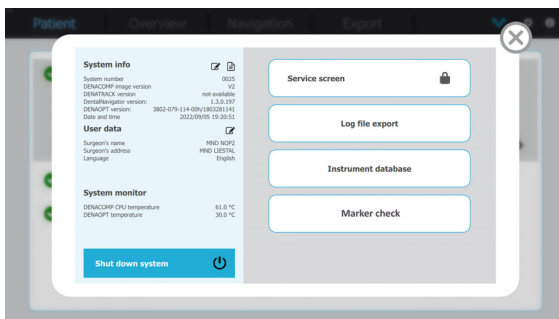 Patient
Overview
Navigation
Export
System info
System number 0025
DENACOMP image version V2
DENATRACK version not-available
DentalNavigator version: 1.3.0.197
DENAOPT version: 3802-079-114-00h/1803281141
Date and time 2022/09/05 19:20:51
User data
Surgeon's name MND NOP2
Surgeon's address MND LIESTAL
Language English
System monitor
DENACOMP CPU temperature 61.0 °C
DENAOPT temperature 30.0 °C
Shut down system
Service screen
Log file export
Instrument database
Marker check